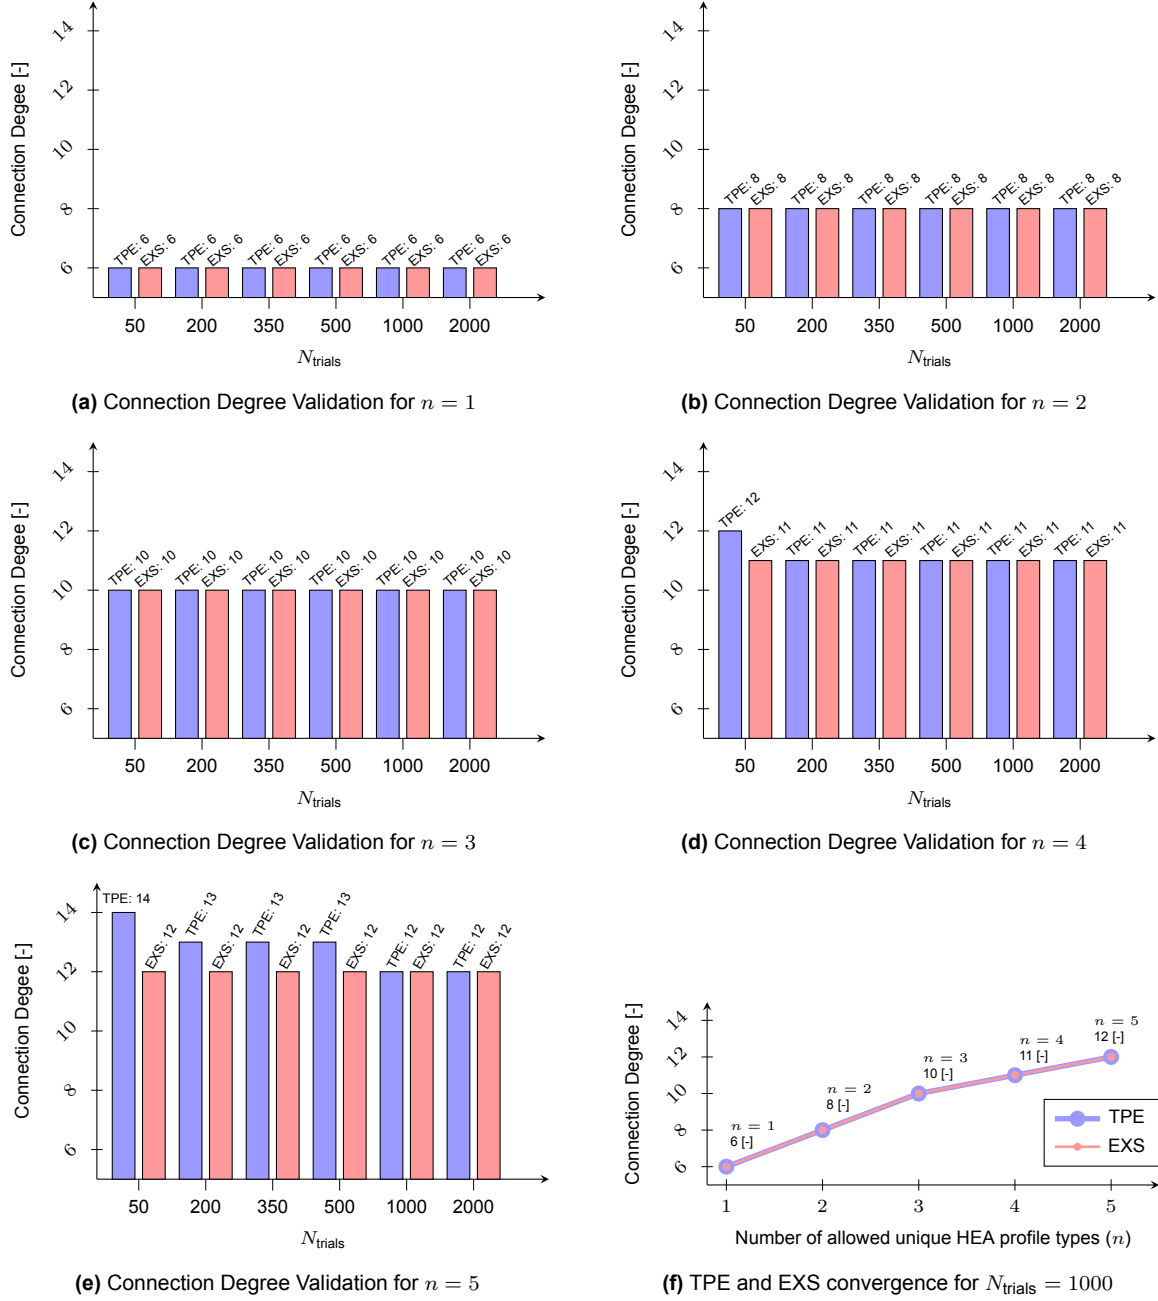 14
12
10
8
6
Connection Degee [-]
TPE: 6
EXS: 6
TPE: 6
EXS: 6
TPE: 6
EXS: 6
TPE: 6
EXS: 6
TPE: 6
EXS: 6
TPE: 6
EXS: 6
50 200 350 500 1000 2000
N_trials
(a) Connection Degree Validation for n = 1
14
12
10
8
6
Connection Degee [-]
TPE: 8
EXS: 8
TPE: 8
EXS: 8
TPE: 8
EXS: 8
TPE: 8
EXS: 8
TPE: 8
EXS: 8
TPE: 8
EXS: 8
50 200 350 500 1000 2000
N_trials
(b) Connection Degree Validation for n = 2
14
12
10
8
6
Connection Degee [-]
TPE: 10
EXS: 10
TPE: 10
EXS: 10
TPE: 10
EXS: 10
TPE: 10
EXS: 10
TPE: 10
EXS: 10
TPE: 10
EXS: 10
50 200 350 500 1000 2000
N_trials
(c) Connection Degree Validation for n = 3
14
12
10
8
6
Connection Degee [-]
TPE: 12
EXS: 11
TPE: 11
EXS: 11
TPE: 11
EXS: 11
TPE: 11
EXS: 11
TPE: 11
EXS: 11
TPE: 11
EXS: 11
50 200 350 500 1000 2000
N_trials
(d) Connection Degree Validation for n = 4
14
12
10
8
6
Connection Degee [-]
TPE: 14
EXS: 12
TPE: 13
EXS: 12
TPE: 13
EXS: 12
TPE: 13
EXS: 12
TPE: 12
EXS: 12
TPE: 12
EXS: 12
50 200 350 500 1000 2000
N_trials
(e) Connection Degree Validation for n = 5
14
12
10
8
6
Connection Degree [-]
n = 1
6 [-]
n = 2
8 [-]
n = 3
10 [-]
n = 4
11 [-]
n = 5
12 [-]
TPE
EXS
1 2 3 4 5
Number of allowed unique HEA profile types (n)
(f) TPE and EXS convergence for N_trials = 1000